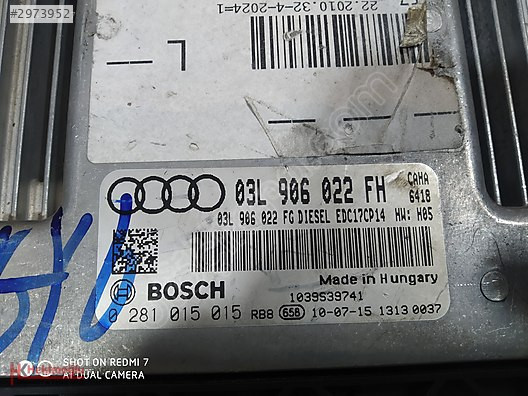 #2973952
22.2010.32-4-2024=1
L
03L 906 022 FH
CAHA
6418
03L 906 022 FG DIESEL EDC17CP14 HW: H05
Made in Hungary
BOSCH
1039S39741
0 281 015 015 RBB 658 10-07-15 1313 0037
SHOT ON REDMI 7
AI DUAL CAMERA